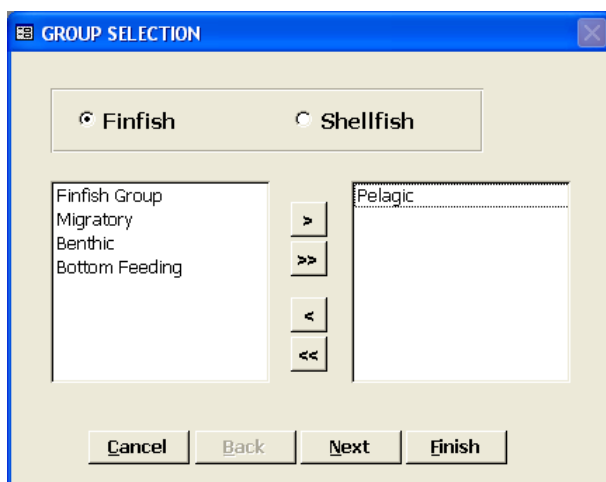 GROUP SELECTION
Finfish
Shellfish
Finfish Group
Migratory
Benthic
Bottom Feeding
>
>>
<
<<
Pelagic
Cancel
Back
Next
Finish